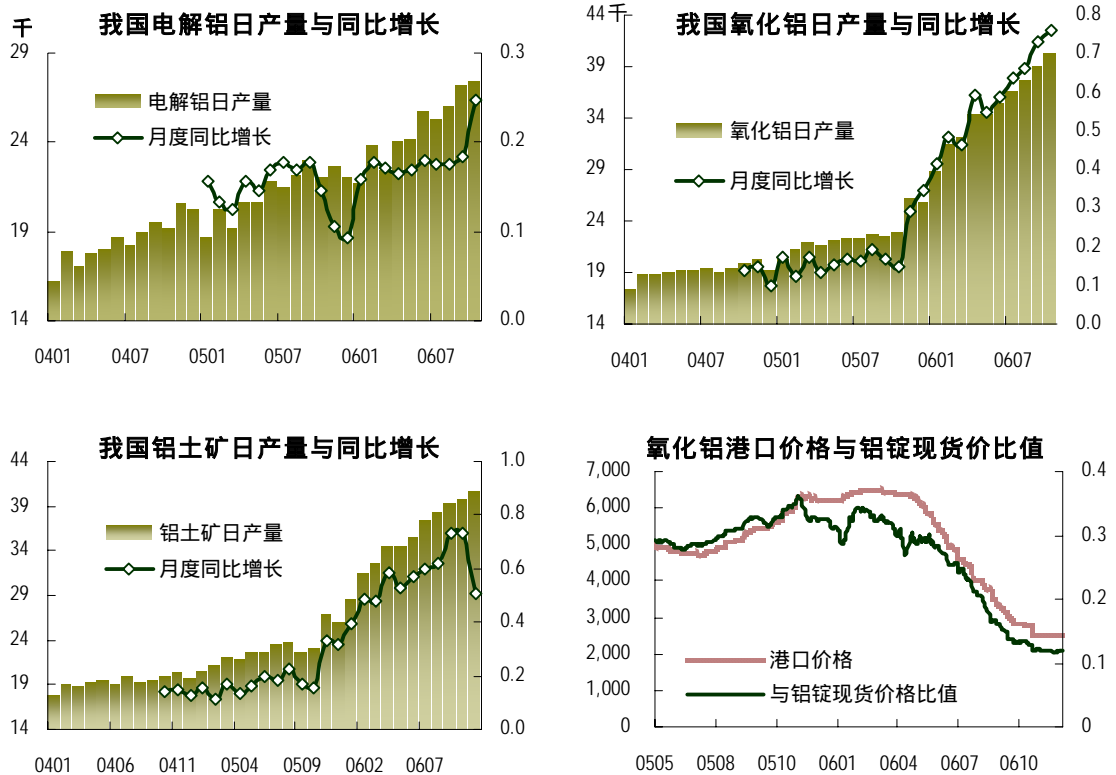 千
我国电解铝日产量与同比增长
29
24
19
14
0.3
0.2
0.1
0.0
电解铝日产量
月度同比增长
0401 0407 0501 0507 0601 0607
千
我国氧化铝日产量与同比增长
44
39
34
29
24
19
14
0.8
0.7
0.6
0.5
0.4
0.3
0.2
0.1
0.0
氧化铝日产量
月度同比增长
0401 0407 0501 0507 0601 0607
我国铝土矿日产量与同比增长
44
39
34
29
24
19
14
1.0
0.8
0.6
0.4
0.2
0.0
铝土矿日产量
月度同比增长
0401 0406 0411 0504 0509 0602 0607
氧化铝港口价格与铝锭现货价比值
7,000
6,000
5,000
4,000
3,000
2,000
1,000
0
0.4
0.3
0.2
0.1
0
港口价格
与铝锭现货价格比值
0505 0508 0510 0601 0604 0607 0610